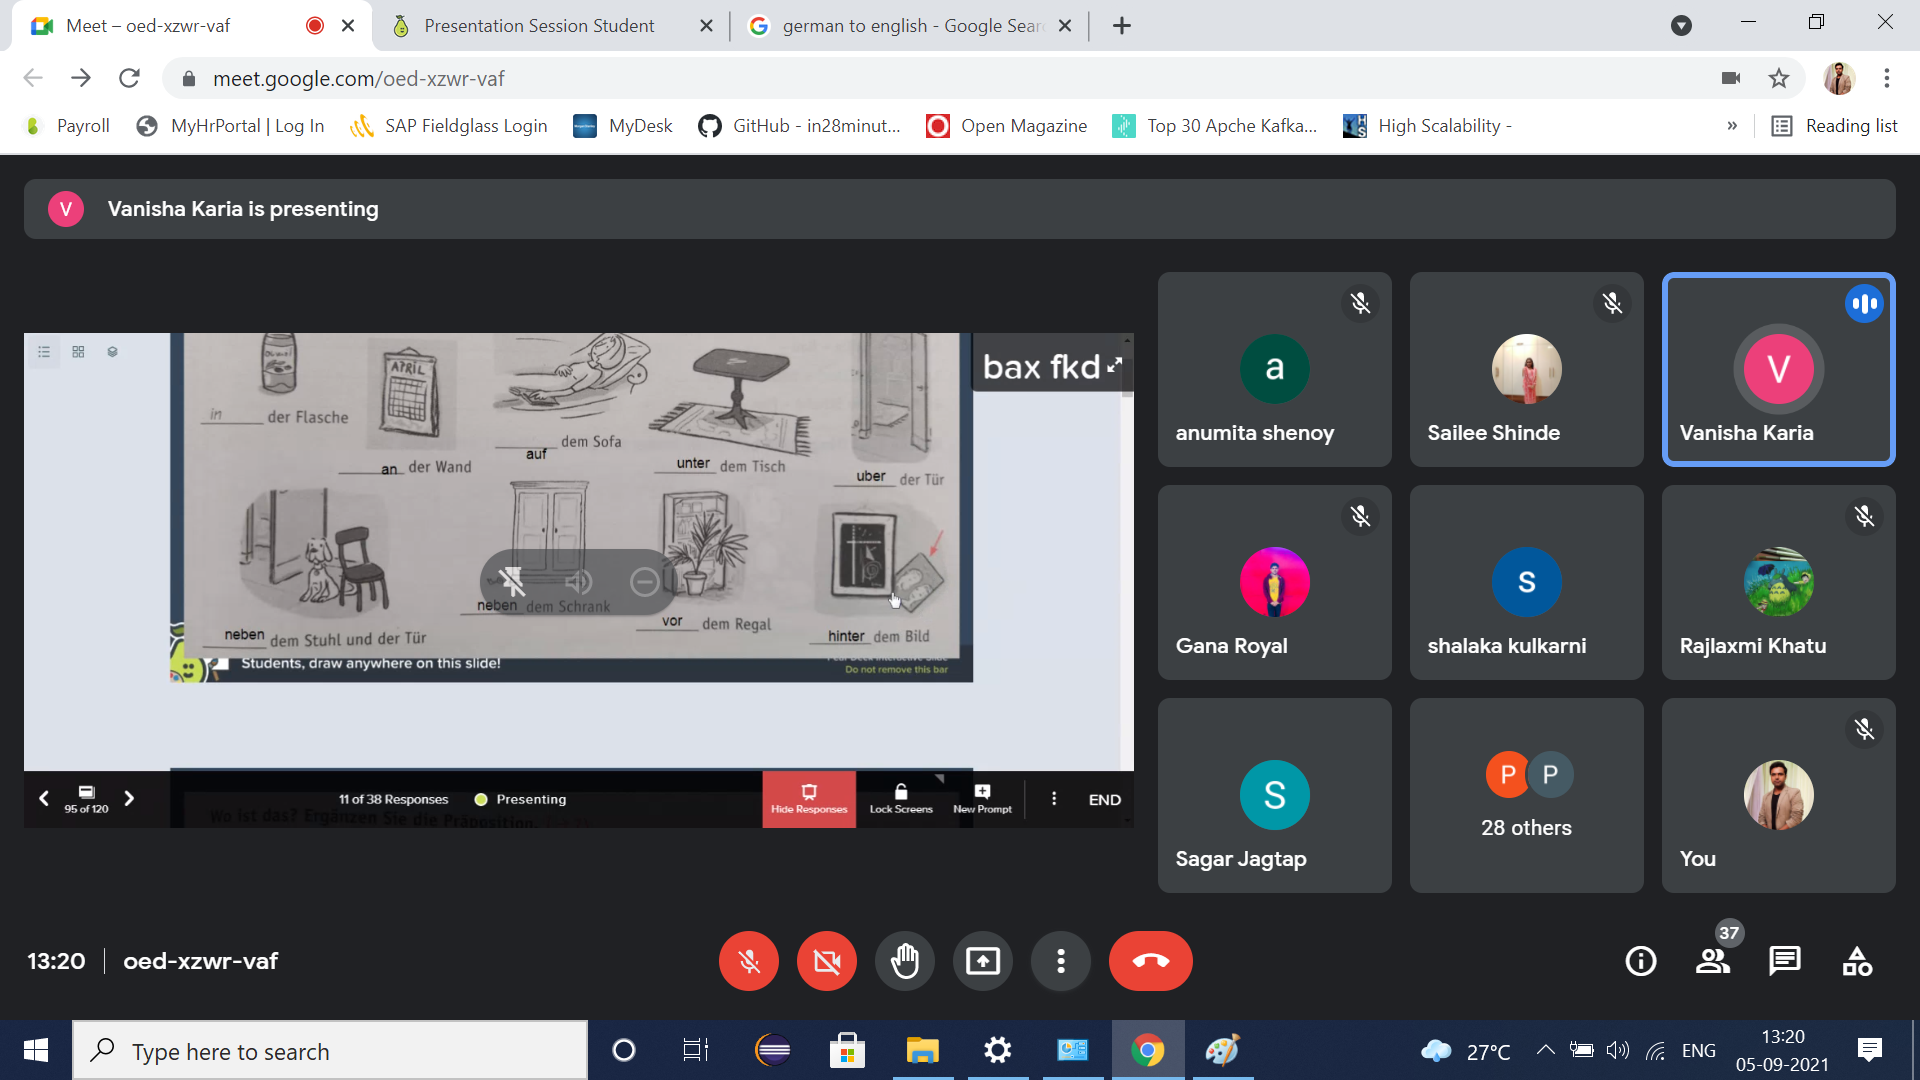 Meet – oed-xzwr-vaf
Presentation Session Student
german to english - Google Sear
meet.google.com/oed-xzwr-vaf
Payroll
MyHrPortal | Log In
SAP Fieldglass Login
MyDesk
GitHub - in28minut...
Open Magazine
Top 30 Apche Kafka...
High Scalability -
»
Reading list
V
Vanisha Karia is presenting
APRIL
bax fkd
in der Flasche
an der Wand
auf dem Sofa
unter dem Tisch
uber der Tür
neben dem Stuhl und der Tür
neben dem Schrank
vor dem Regal
hinter dem Bild
Students, draw anywhere on this slide!
Pear Deck Interactive Slide
Do not remove this bar
Wo ist das? Ergänzen Sie die Präposition.
95 of 120
11 of 38 Responses
Presenting
Hide Responses
Lock Screens
New Prompt
END
a
anumita shenoy
Sailee Shinde
V
Vanisha Karia
Gana Royal
s
shalaka kulkarni
Rajlaxmi Khatu
S
Sagar Jagtap
P P
28 others
You
13:20 | oed-xzwr-vaf
37
Type here to search
27°C
ENG
13:20
05-09-2021